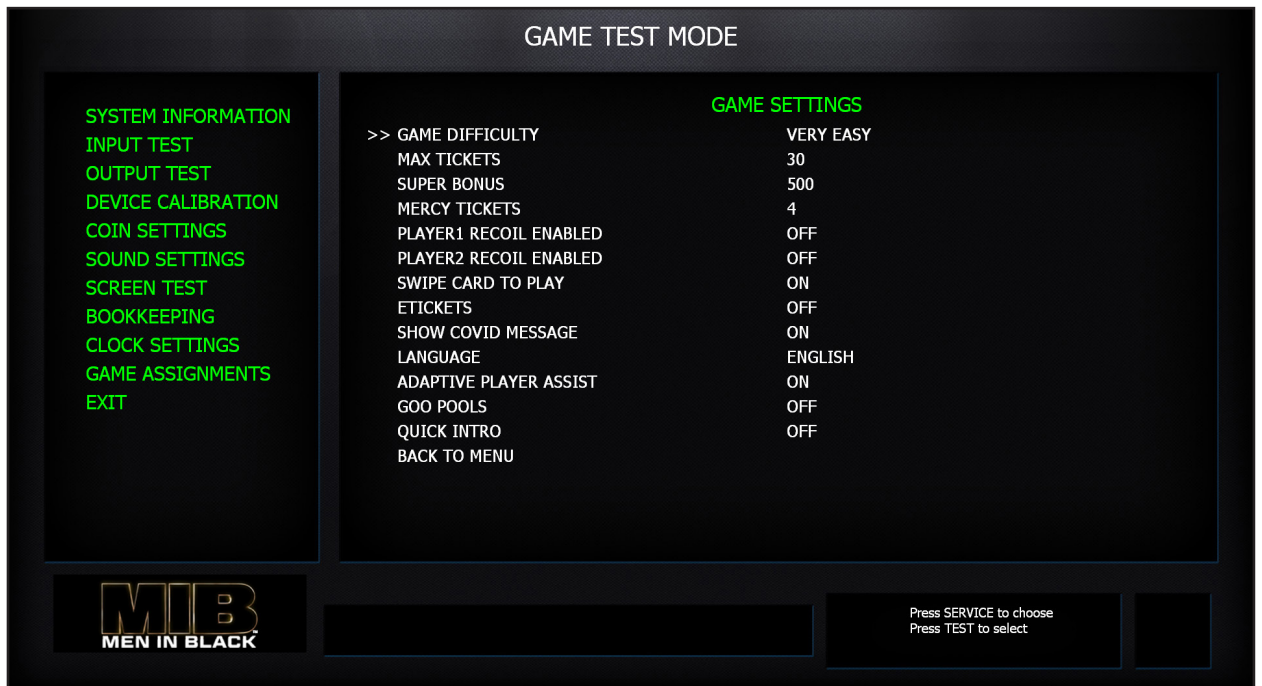 GAME TEST MODE
SYSTEM INFORMATION
INPUT TEST
OUTPUT TEST
DEVICE CALIBRATION
COIN SETTINGS
SOUND SETTINGS
SCREEN TEST
BOOKKEEPING
CLOCK SETTINGS
GAME ASSIGNMENTS
EXIT
GAME SETTINGS
>> GAME DIFFICULTY VERY EASY
MAX TICKETS 30
SUPER BONUS 500
MERCY TICKETS 4
PLAYER1 RECOIL ENABLED OFF
PLAYER2 RECOIL ENABLED OFF
SWIPE CARD TO PLAY ON
ETICKETS OFF
SHOW COVID MESSAGE ON
LANGUAGE ENGLISH
ADAPTIVE PLAYER ASSIST ON
GOO POOLS OFF
QUICK INTRO OFF
BACK TO MENU
MIB
MEN IN BLACK
Press SERVICE to choose
Press TEST to select